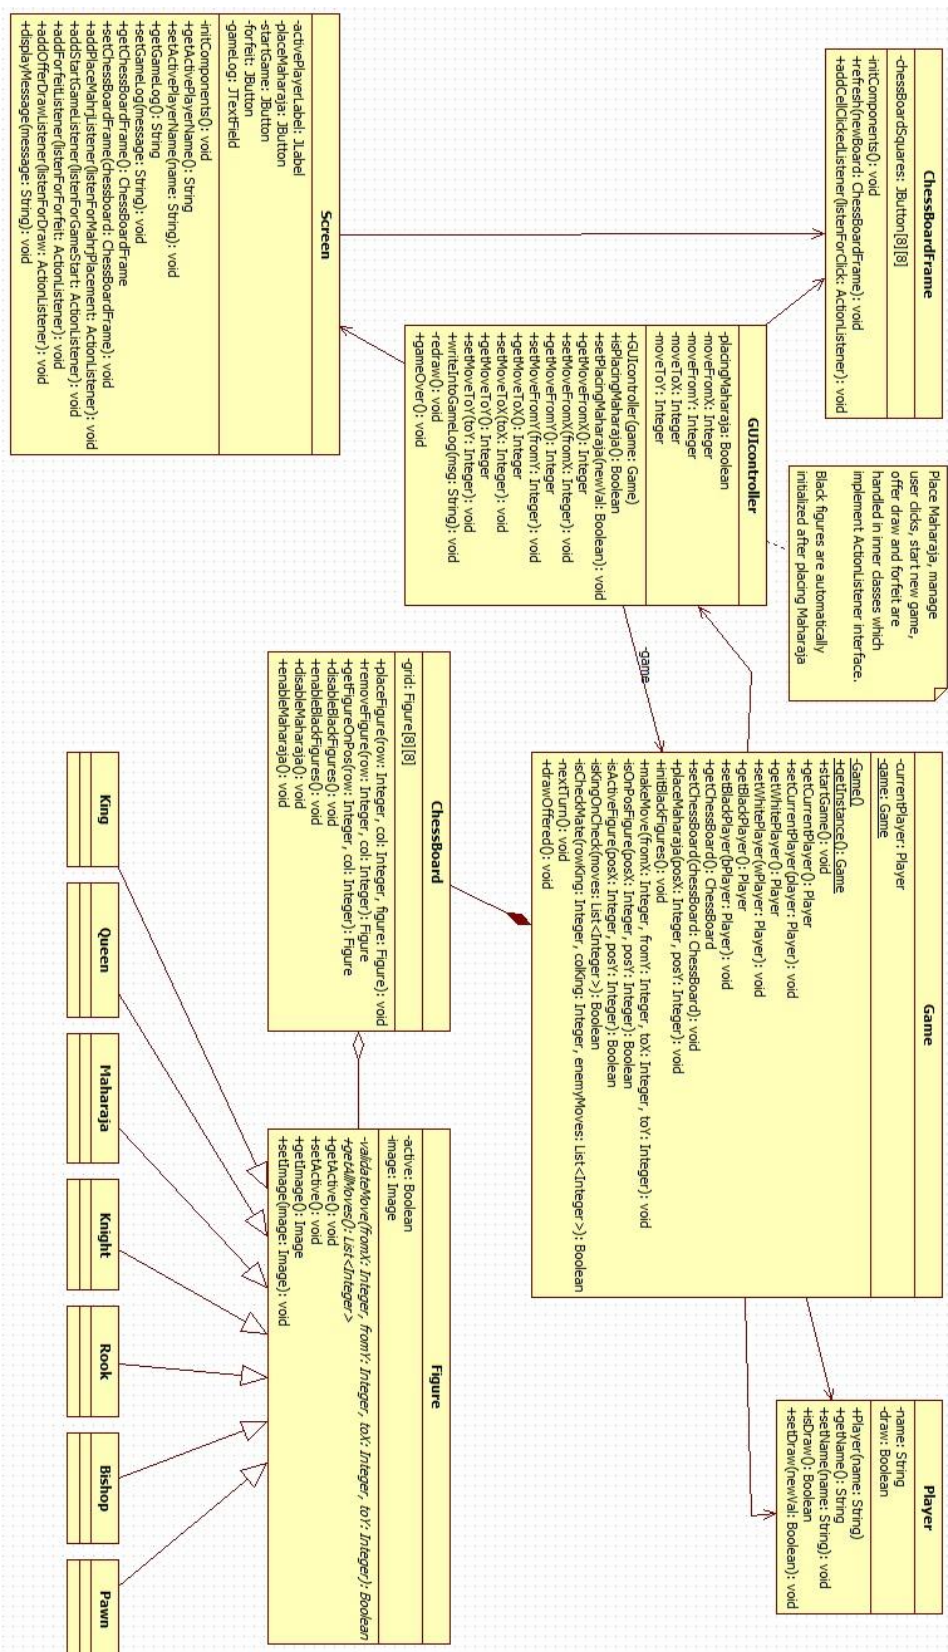 ChessBoardFrame
-chessBoardSquares: JButton[8][8]
-initComponents(): void
+refresh(newBoard: ChessBoardFrame): void
+addCellClickedListener(listenForClick: ActionListener): void
Place Maharaja, manage
user clicks, start new game,
offer draw and forfeit are
handled in inner classes which
implement ActionListener interface.
Black figures are automatically
initialized after placing Maharaja
Game
-currentPlayer: Player
-game: Game
-Game()
+getInstance(): Game
+startGame(): void
+getCurrentPlayer(): Player
+setCurrentPlayer(player: Player): void
+getWhitePlayer(): Player
+setWhitePlayer(wPlayer: Player): void
+getBlackPlayer(): Player
+setBlackPlayer(bPlayer: Player): void
+getChessBoard(): ChessBoard
+setChessBoard(chessBoard: ChessBoard): void
+placeMaharaja(posX: Integer, posY: Integer): void
+initBlackFigures(): void
+makeMove(fromX: Integer, fromY: Integer, toX: Integer, toY: Integer): void
-isOnPosFigure(posX: Integer, posY: Integer): Boolean
-isActiveFigure(posX: Integer, posY: Integer): Boolean
-isKingOnCheck(moves: List<Integer>): Boolean
-isCheckMate(rowKing: Integer, colKing: Integer, enemyMoves: List<Integer>): Boolean
-nextTurn(): void
+drawOffered(): void
Player
-name: String
-draw: Boolean
+Player(name: String)
+getName(): String
+setName(name: String): void
+isDraw(): Boolean
+setDraw(newVal: Boolean): void
GUIcontroller
-placingMaharaja: Boolean
-moveFromX: Integer
-moveFromY: Integer
-moveToX: Integer
-moveToY: Integer
+GUIcontroller(game: Game)
+isPlacingMaharaja(): Boolean
+setPlacingMaharaja(newVal: Boolean): void
+getMoveFromX(): Integer
+setMoveFromX(fromX: Integer): void
+getMoveFromY(): Integer
+setMoveFromY(fromY: Integer): void
+getMoveToX(): Integer
+setMoveToX(toX: Integer): void
+getMoveToY(): Integer
+setMoveToY(toY: Integer): void
+writeIntoGameLog(msg: String): void
-redraw(): void
+gameOver(): void
-game
Screen
-activePlayerLabel: JLabel
-placeMaharaja: JButton
-startGame: JButton
-forfeit: JButton
-gameLog: JTextField
-initComponents(): void
+getActivePlayerName(): String
+setActivePlayerName(name: String): void
+getGameLog(): String
+setGameLog(message: String): void
+getChessBoardFrame(): ChessBoardFrame
+setChessBoardFrame(chessboard: ChessBoardFrame): void
+addPlaceMahrjListener(listenForMahrjPlacement: ActionListener): void
+addStartGameListener(listenForGameStart: ActionListener): void
+addForfeitListener(listenForForfeit: ActionListener): void
+addOfferDrawListener(listenForDraw: ActionListener): void
+displayMessage(message: String): void
ChessBoard
-grid: Figure[8][8]
+placeFigure(row: Integer, col: Integer, figure: Figure): void
+removeFigure(row: Integer, col: Integer): Figure
+getFigureOnPos(row: Integer, col: Integer): Figure
+disableBlackFigures(): void
+enableBlackFigures(): void
+disableMaharaja(): void
+enableMaharaja(): void
Figure
-active: Boolean
-image: Image
-validateMove(fromX: Integer, fromY: Integer, toX: Integer, toY: Integer): Boolean
+getAllMoves(): List<Integer>
+getActive(): void
+setActive(): void
+getImage(): Image
+setImage(image: Image): void
King
Queen
Maharaja
Knight
Rook
Bishop
Pawn